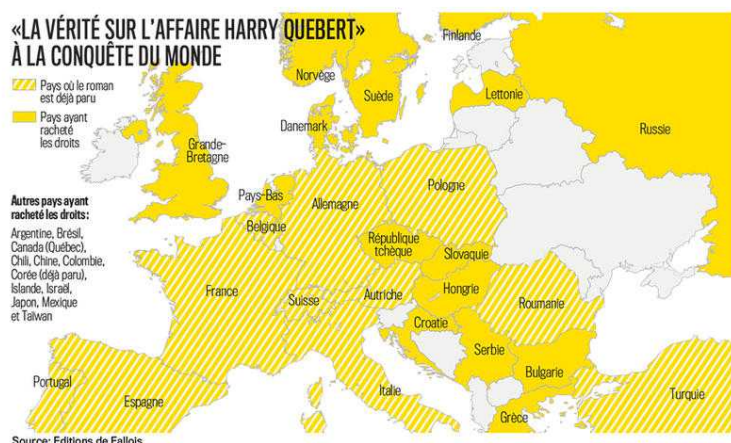 «LA VÉRITÉ SUR L'AFFAIRE HARRY QUEBERT»
À LA CONQUÊTE DU MONDE
Pays où le roman
est déjà paru
Pays ayant
racheté
les droits
Autres pays ayant
racheté les droits:
Argentine, Brésil,
Canada (Québec),
Chili, Chine, Colombie,
Corée (déjà paru),
Islande, Israël,
Japon, Mexique
et Taïwan
Finlande
Norvège
Suède
Lettonie
Russie
Danemark
Grande-
Bretagne
Pays-Bas
Belgique
Allemagne
Pologne
République
tchèque
Slovaquie
France
Suisse
Autriche
Hongrie
Roumanie
Croatie
Serbie
Bulgarie
Portugal
Espagne
Italie
Grèce
Turquie
Source: Editions de Fallois